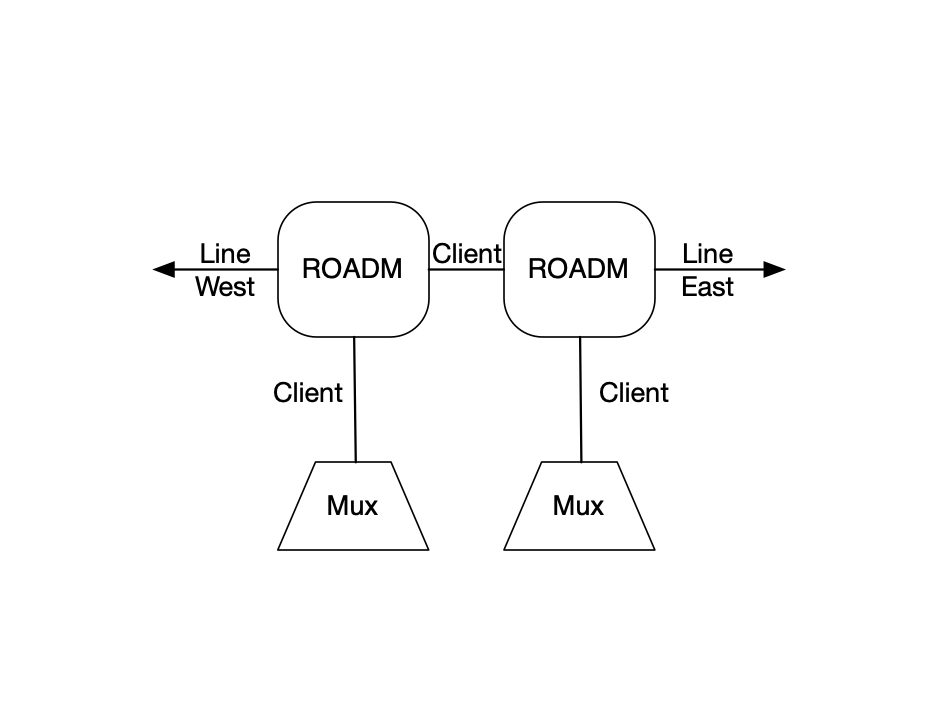 Line
West
ROADM
Client
ROADM
Line
East
Client
Client
Mux
Mux